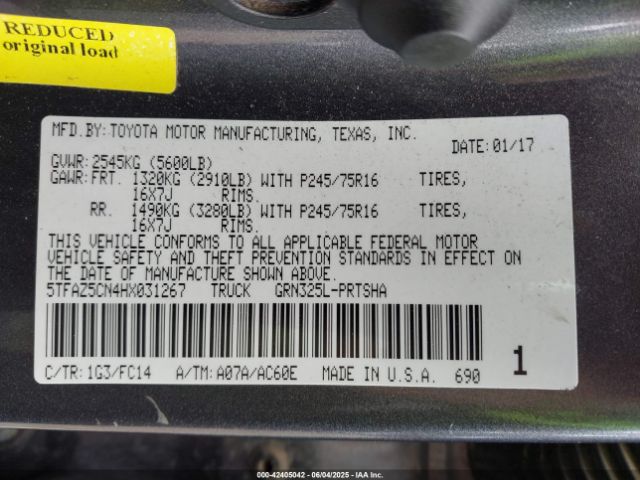 REDUCED
original load
MFD.BY: TOYOTA MOTOR MANUFACTURING, TEXAS, INC.
DATE: 01/17
GVWR: 2545KG (5600LB)
GAWR: FRT. 1320KG (2910LB) WITH P245/75R16 TIRES,
16X7J RIMS.
RR. 1490KG (3280LB) WITH P245/75R16 TIRES,
16X7J RIMS.
THIS VEHICLE CONFORMS TO ALL APPLICABLE FEDERAL MOTOR
VEHICLE SAFETY AND THEFT PREVENTION STANDARDS IN EFFECT ON
THE DATE OF MANUFACTURE SHOWN ABOVE.
5TFAZ5CN4HX031267 TRUCK GRN325L-PRTSHA
C/TR: 1G3/FC14 A/TM: A07A/AC60E MADE IN U.S.A. 690 1
000-42405042 - 06/04/2025 - IAAI.COM